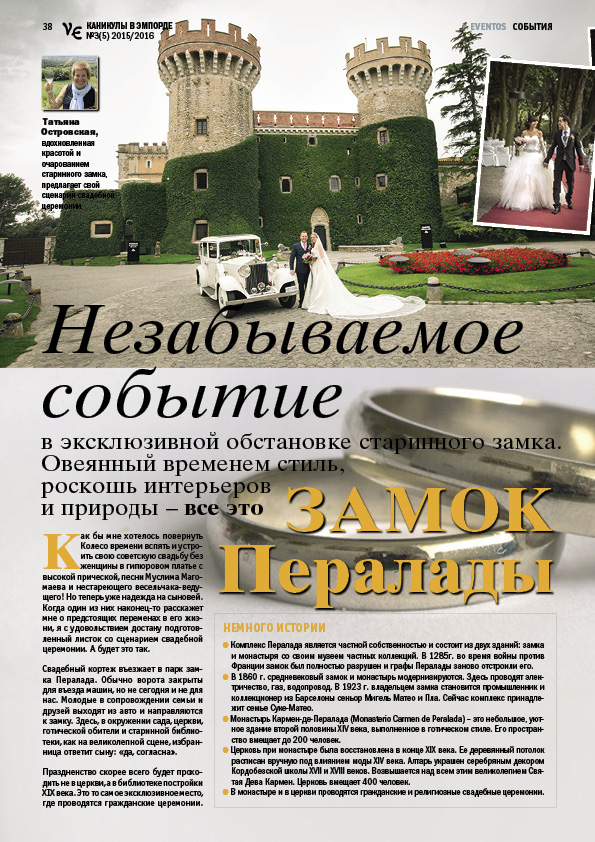 38
VE
КАНИКУЛЫ В ЭМПОРДЕ
№3(5) 2015/2016
EVENTOS СОБЫТИЯ
Татьяна
Островская,
вдохновленная
красотой и
очарованием
старинного замка,
предлагает свой
сценарий свадебной
церемонии
Незабываемое
событие
в эксклюзивной обстановке старинного замка.
Овеянный временем стиль,
роскошь интерьеров
и природы – все это
ЗАМОК
Пералады
Как бы мне хотелось повернуть
Колесо времени вспять и устро-
ить свою советскую свадьбу без
женщины в гипюровом платье с
высокой прической, песни Муслима Маго-
маева и нестареющего весельчака-веду-
щего! Но теперь уже надежда на сыновей.
Когда один из них наконец-то расскажет
мне о предстоящих переменах в его жиз-
ни, я с удовольствием достану подготов-
ленный листок со сценарием свадебной
церемонии. А будет это так.
Свадебный кортеж въезжает в парк зам-
ка Перелада. Обычно ворота закрыты
для въезда машин, но не сегодня и не для
нас. Молодые в сопровождении семьи и
друзей выходят из авто и направляются
к замку. Здесь, в окружении сада, церкви,
готической обители и старинной библио-
теки, как на великолепной сцене, избран-
ница ответит сыну: «да, согласна».
Празднество скорее всего будет прохо-
дить не в церкви, а в библиотеке постройки
XIX века. Это то самое эксклюзивное место,
где проводятся гражданские церемонии.
НЕМНОГО ИСТОРИИ
● Комплекс Перелада является частной собственностью и состоит из двух зданий: замка
и монастыря со своим музеем частных коллекций. В 1285г. во время войны против
Франции замок был полностью разрушен и графы Перелады заново отстроили его.
● В 1860 г. средневековый замок и монастырь модернизируются. Здесь проводят элек-
тричество, газ, водопровод. В 1923 г. владельцем замка становится промышленник и
коллекционер из Барселоны сеньор Мигель Матео и Пла. Сейчас комплекс принадле-
жит семье Суке-Матео.
● Монастырь Кармен-де-Перелада (Monasterio Carmen de Peralada) – это небольшое, уют-
ное здание второй половины XIV века, выполненное в готическом стиле. Его простран-
ство вмещает до 200 человек.
● Церковь при монастыре была восстановлена в конце XIX века. Ее деревянный потолок
расписан вручную под влиянием моды XIV века. Алтарь украшен серебряным декором
Кордобезской школы XVII и XVIII веков. Возвышается над всем этим великолепием Свя-
тая Дева Кармен. Церковь вмещает 400 человек.
● В монастыре и в церкви проводятся гражданские и религиозные свадебные церемонии.